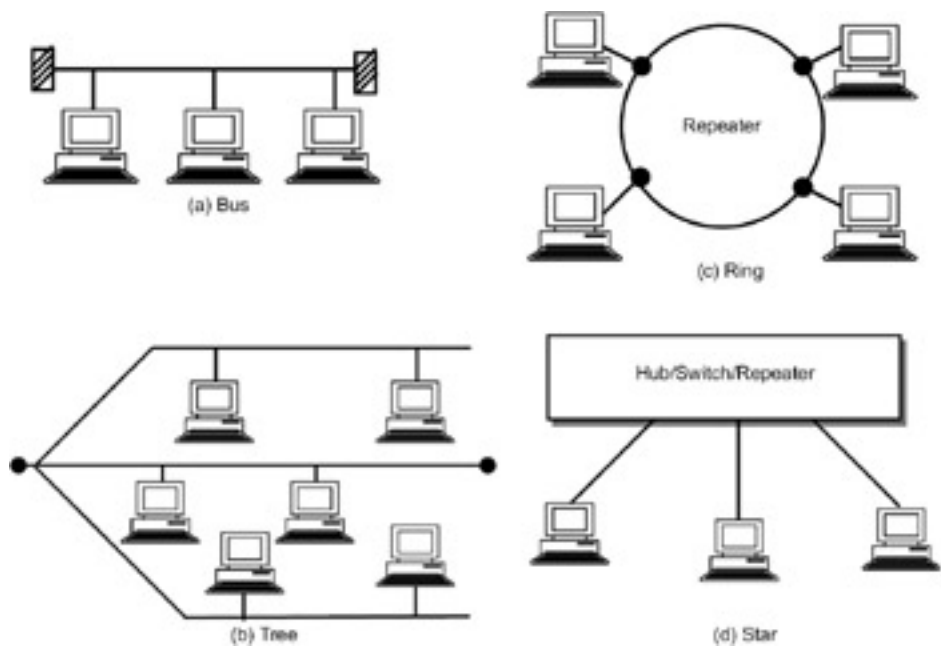 (a) Bus
Repeater
(c) Ring
(b) Tree
Hub/Switch/Repeater
(d) Star